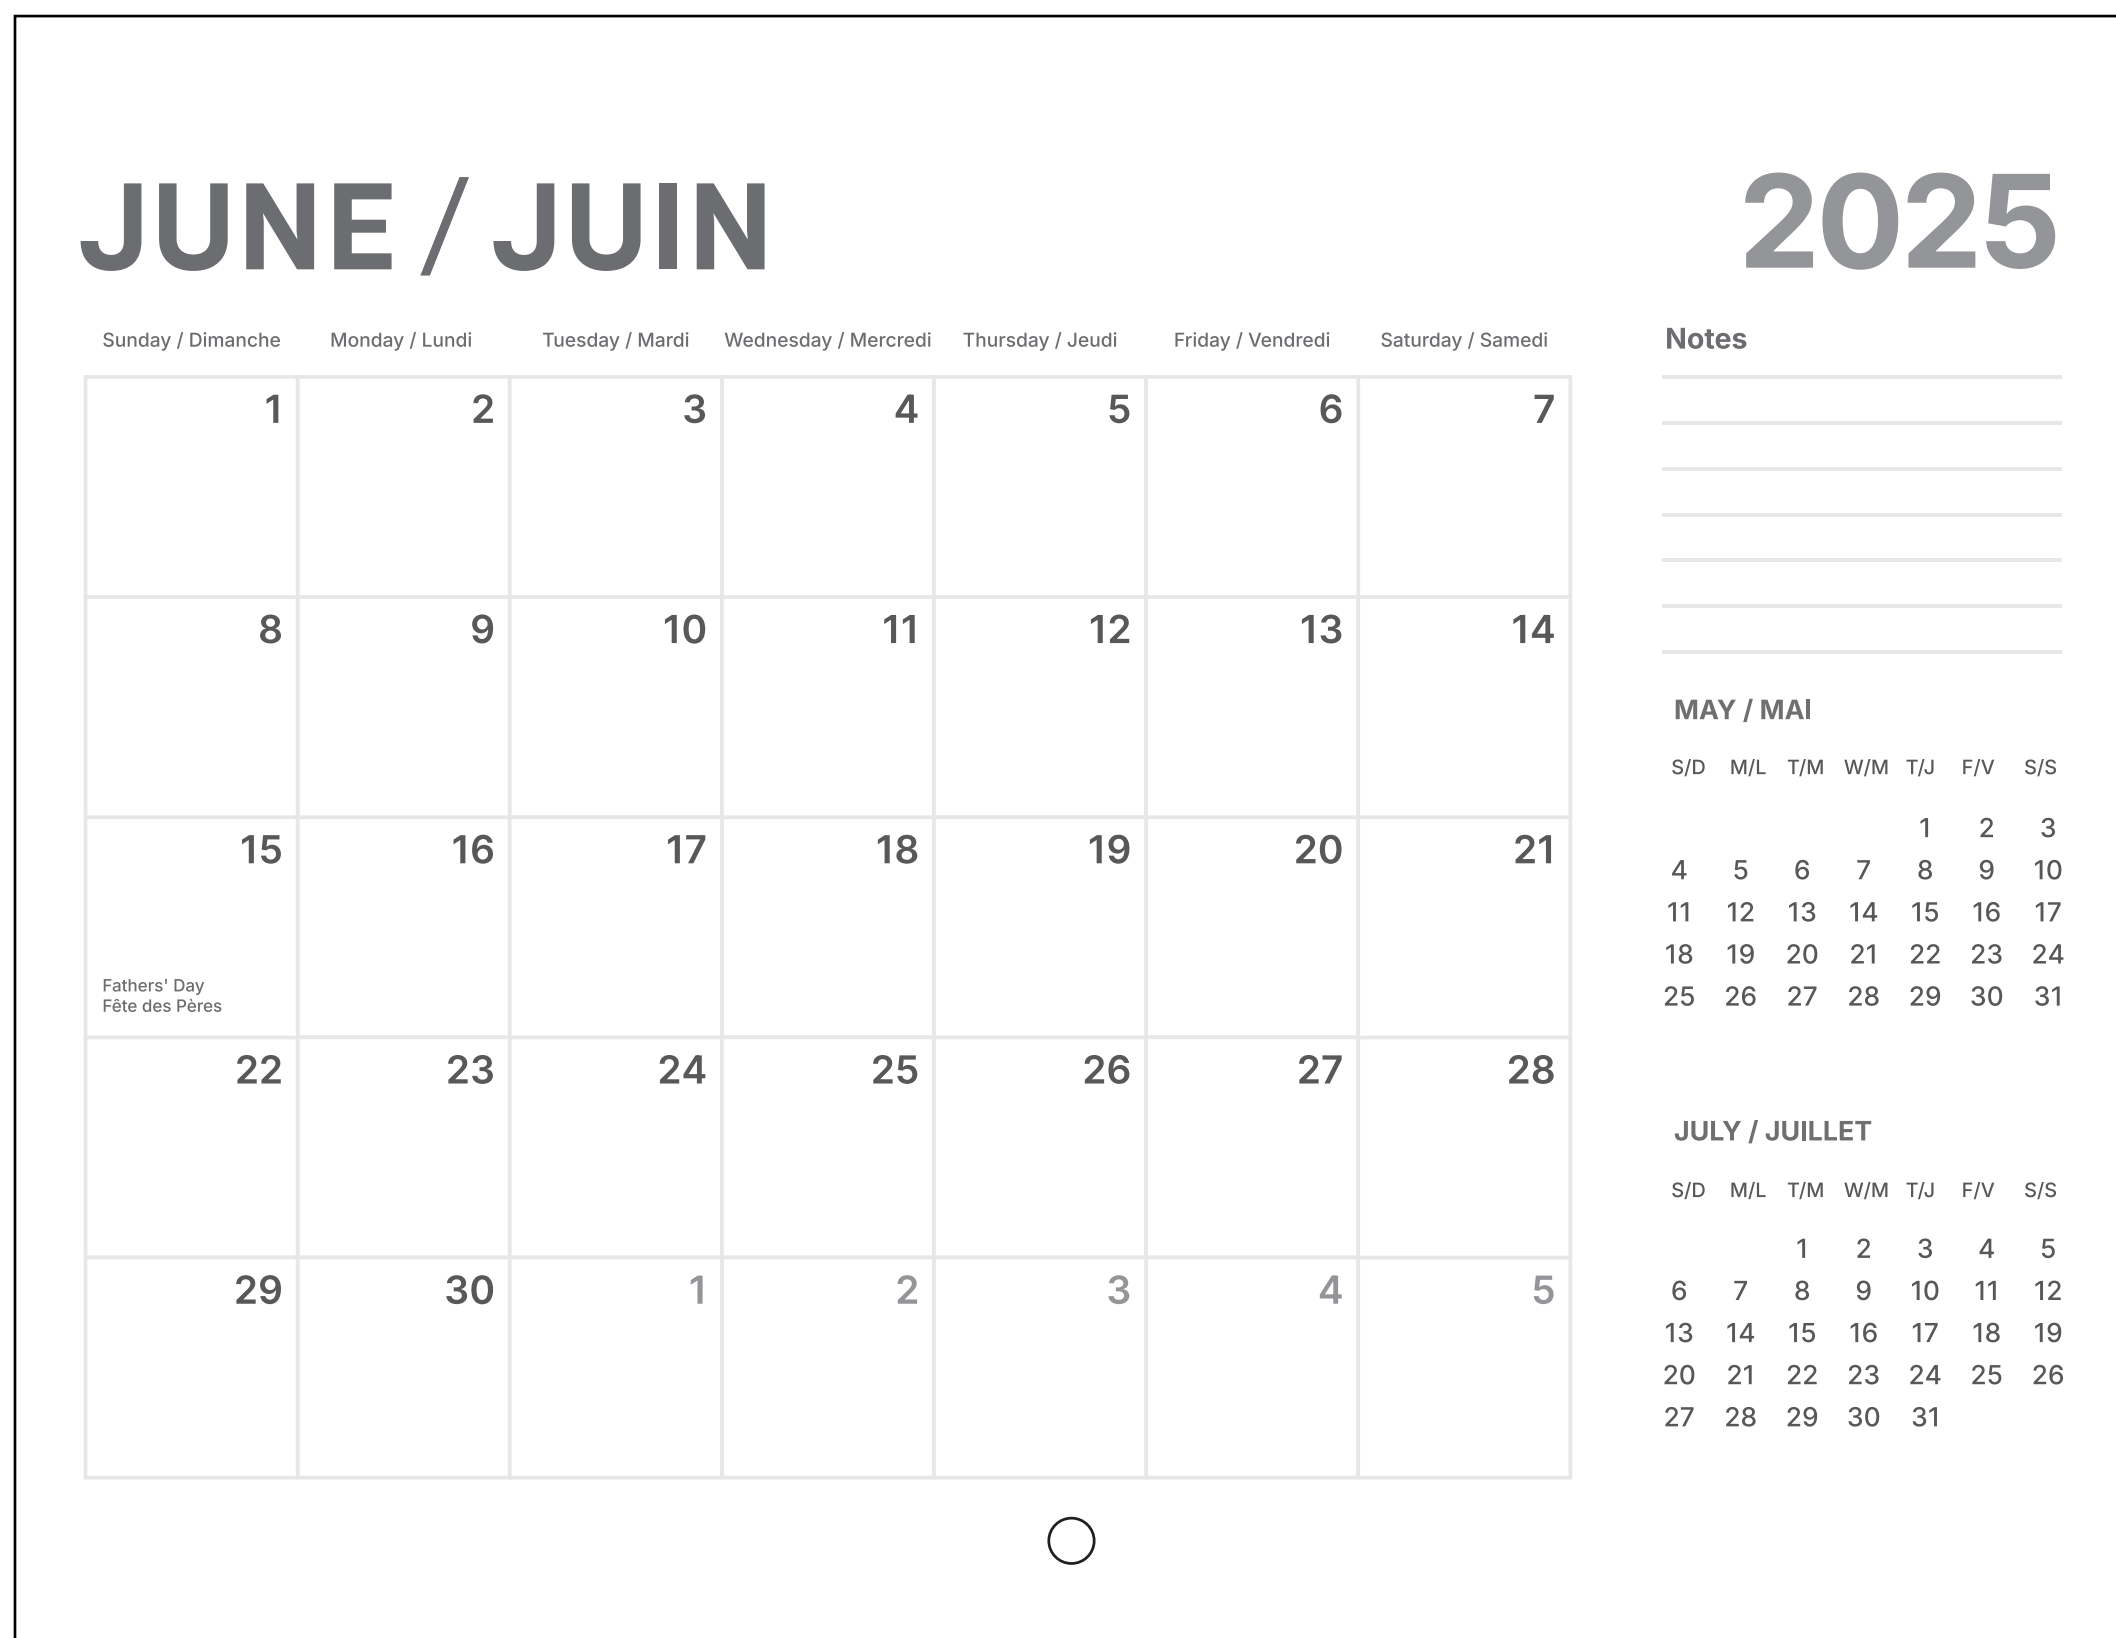 JUNE / JUIN
2025
Sunday / Dimanche Monday / Lundi Tuesday / Mardi Wednesday / Mercredi Thursday / Jeudi Friday / Vendredi Saturday / Samedi
1 2 3 4 5 6 7
8 9 10 11 12 13 14
15 16 17 18 19 20 21
Fathers' Day
Fête des Pères
22 23 24 25 26 27 28
29 30 1 2 3 4 5
Notes
MAY / MAI
S/D M/L T/M W/M T/J F/V S/S
1 2 3
4 5 6 7 8 9 10
11 12 13 14 15 16 17
18 19 20 21 22 23 24
25 26 27 28 29 30 31
JULY / JUILLET
S/D M/L T/M W/M T/J F/V S/S
1 2 3 4 5
6 7 8 9 10 11 12
13 14 15 16 17 18 19
20 21 22 23 24 25 26
27 28 29 30 31